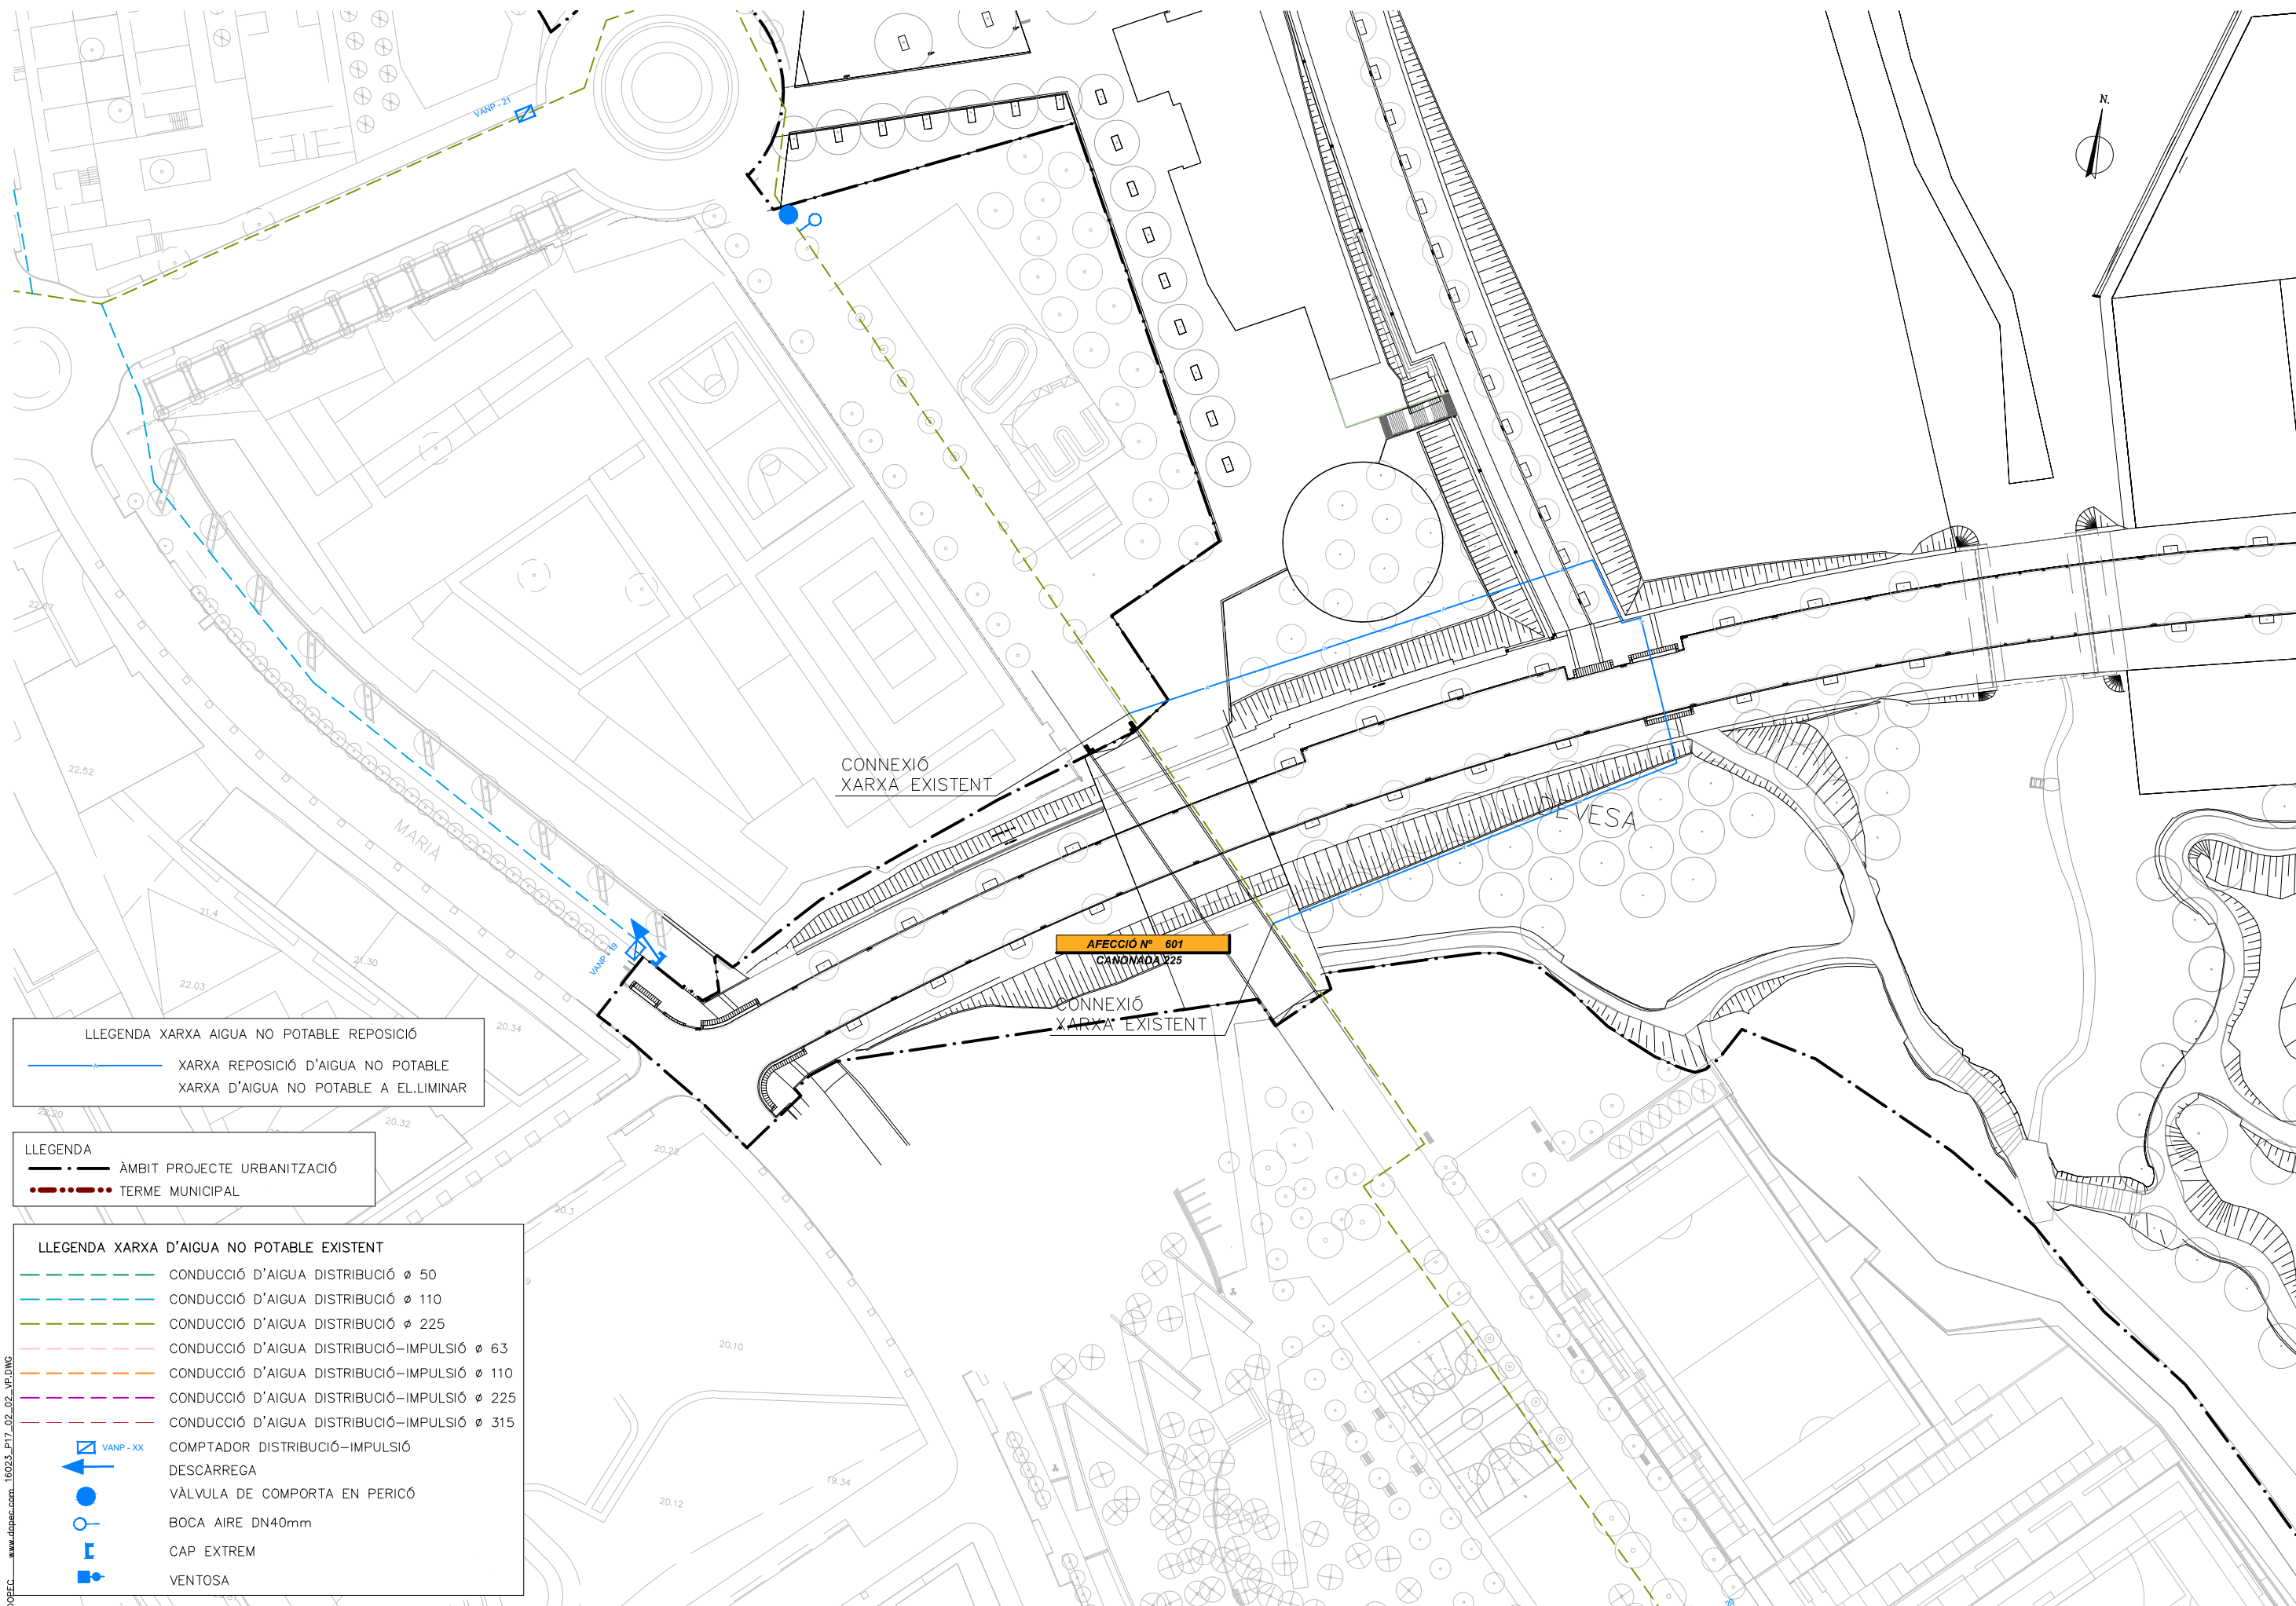 VANP - 21
N.
22.67
22.52
CONNEXIÓ
XARXA EXISTENT
DEVESA
MARIÀ
21.4
21.30
22.03
20.34
VANP - 19
AFECCIÓ Nº 601
CANONADA 225
CONNEXIÓ
XARXA EXISTENT
LLEGENDA XARXA AIGUA NO POTABLE REPOSICIÓ
XARXA REPOSICIÓ D'AIGUA NO POTABLE
XARXA D'AIGUA NO POTABLE A EL.LIMINAR
22.20
20.32
20.22
20.3
LLEGENDA
ÀMBIT PROJECTE URBANITZACIÓ
TERME MUNICIPAL
LLEGENDA XARXA D'AIGUA NO POTABLE EXISTENT
CONDUCCIÓ D'AIGUA DISTRIBUCIÓ ø 50
CONDUCCIÓ D'AIGUA DISTRIBUCIÓ ø 110
CONDUCCIÓ D'AIGUA DISTRIBUCIÓ ø 225
CONDUCCIÓ D'AIGUA DISTRIBUCIÓ-IMPULSIÓ ø 63
CONDUCCIÓ D'AIGUA DISTRIBUCIÓ-IMPULSIÓ ø 110
CONDUCCIÓ D'AIGUA DISTRIBUCIÓ-IMPULSIÓ ø 225
CONDUCCIÓ D'AIGUA DISTRIBUCIÓ-IMPULSIÓ ø 315
VANP - XX COMPTADOR DISTRIBUCIÓ-IMPULSIÓ
DESCÀRREGA
VÀLVULA DE COMPORTA EN PERICÓ
BOCA AIRE DN40mm
CAP EXTREM
VENTOSA
20.10
20.12
19.34
DOPEC www.dopec.com 16023_P17_02_02_VP.DWG